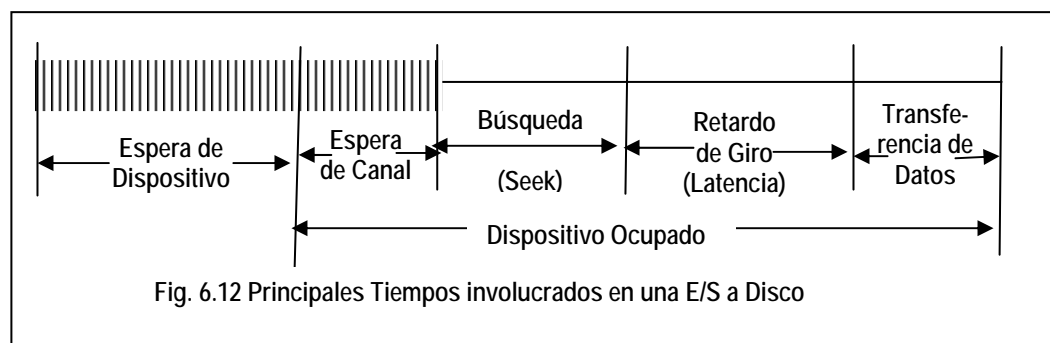 Espera de
Dispositivo
Espera
de Canal
Búsqueda
(Seek)
Retardo
de Giro
(Latencia)
Transfe-
rencia de
Datos
Dispositivo Ocupado
Fig. 6.12 Principales Tiempos involucrados en una E/S a Disco